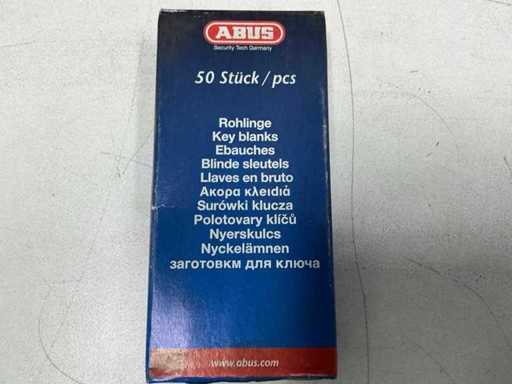 ABUS
Security Tech Germany
50 Stück / pcs
Rohlinge
Key blanks
Ebauches
Blinde sleutels
Llaves en bruto
Ακορα κλειδιά
Surówki klucza
Polotovary klíčů
Nyerskulcs
Nyckelämnen
заготовкм для ключа
www.abus.com